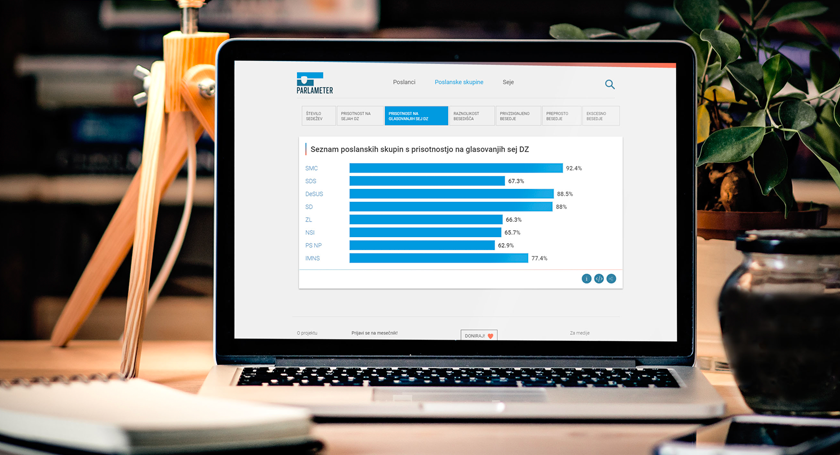 PARLAMETER
Poslanci Poslanske skupine Seje
ŠTEVILO SEDEŽEV
PRISOTNOST NA SEJAH DZ
PRISOTNOST NA GLASOVANJIH SEJ DZ
RAZNOLIKOST BESEDIŠČA
PRIVZDIGNJENO BESEDJE
PREPROSTO BESEDJE
Seznam poslanskih skupin s prisotnostjo na glasovanjih sej DZ
SMC 92.4%
SDS 67.3%
DeSUS 88.5%
SD 88%
ZL 66.3%
NSI 65.7%
PS NP 62.9%
IMNS 77.4%
O projektu Prijavi se na mesečnik! DONIRAJ! Za medije